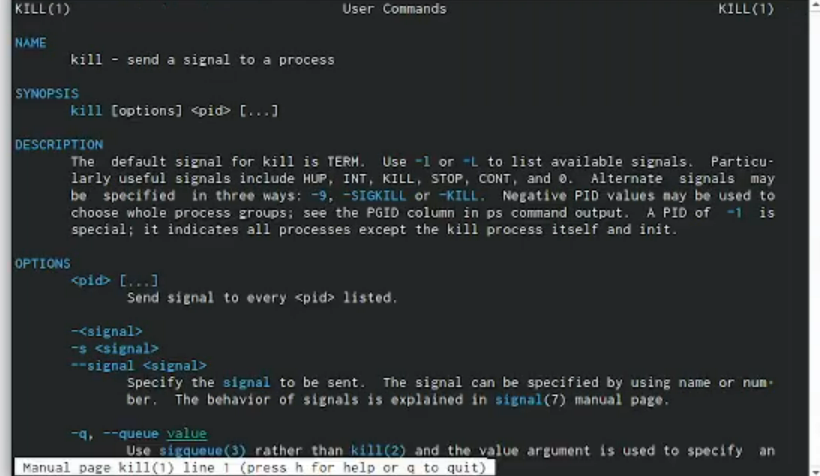 KILL(1) User Commands KILL(1)
NAME
kill - send a signal to a process
SYNOPSIS
kill [options] <pid> [...]
DESCRIPTION
The default signal for kill is TERM. Use -l or -L to list available signals. Particu-
larly useful signals include HUP, INT, KILL, STOP, CONT, and 0. Alternate signals may
be specified in three ways: -9, -SIGKILL or -KILL. Negative PID values may be used to
choose whole process groups; see the PGID column in ps command output. A PID of -1 is
special; it indicates all processes except the kill process itself and init.
OPTIONS
<pid> [...]
Send signal to every <pid> listed.
-<signal>
-s <signal>
--signal <signal>
Specify the signal to be sent. The signal can be specified by using name or num-
ber. The behavior of signals is explained in signal(7) manual page.
-q, --queue value
Use sigqueue(3) rather than kill(2) and the value argument is used to specify an
Manual page kill(1) line 1 (press h for help or q to quit)